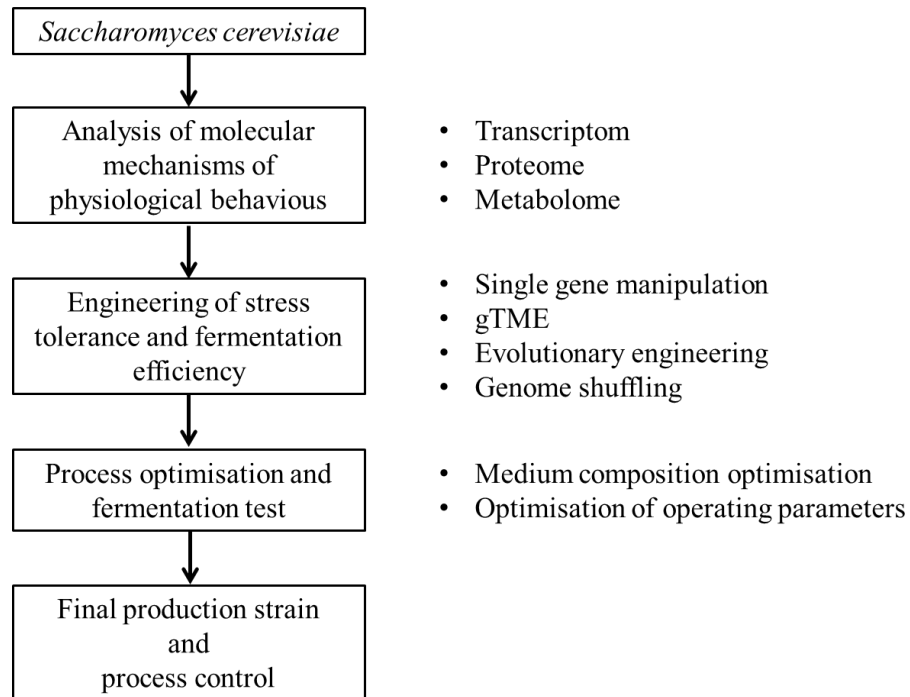 Saccharomyces cerevisiae
Analysis of molecular
mechanisms of
physiological behavious
• Transcriptom
• Proteome
• Metabolome
Engineering of stress
tolerance and fermentation
efficiency
• Single gene manipulation
• gTME
• Evolutionary engineering
• Genome shuffling
Process optimisation and
fermentation test
• Medium composition optimisation
• Optimisation of operating parameters
Final production strain
and
process control